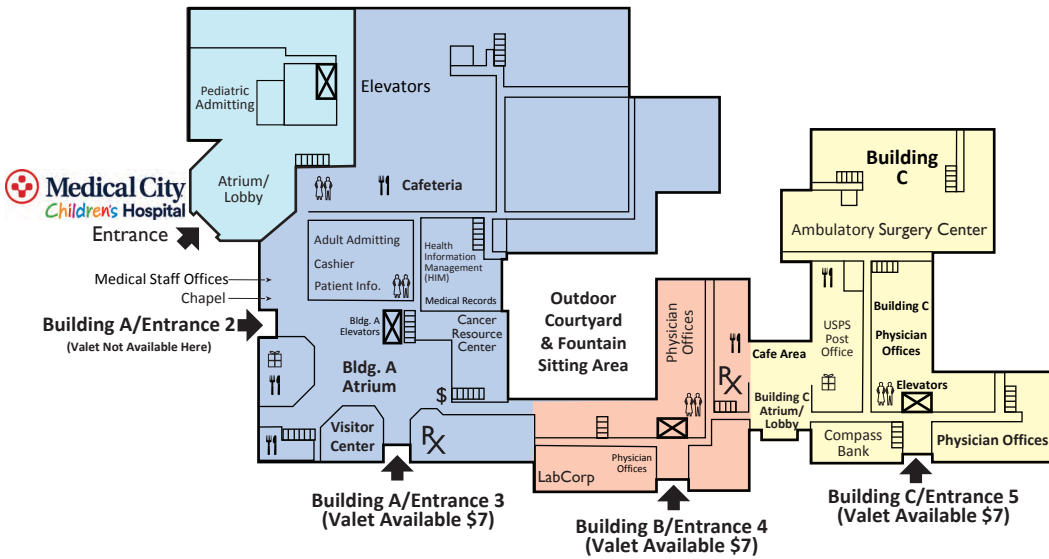 Pediatric
Admitting
Elevators
Atrium/
Lobby
Cafeteria
Medical City
Children's Hospital
Entrance
Adult Admitting
Cashier
Patient Info.
Health
Information
Management
(HIM)
Medical Records
Medical Staff Offices
Chapel
Building A/Entrance 2
(Valet Not Available Here)
Bldg. A
Elevators
Cancer
Resource
Center
Bldg. A
Atrium
$
Visitor
Center
Rx
Building A/Entrance 3
(Valet Available $7)
Outdoor
Courtyard
& Fountain
Sitting Area
Physician
Offices
Rx
Physician
Offices
LabCorp
Building B/Entrance 4
(Valet Available $7)
Building
C
Ambulatory Surgery Center
Cafe Area
USPS
Post
Office
Building C
Physician
Offices
Elevators
Building C
Atrium/
Lobby
Compass
Bank
Physician Offices
Building C/Entrance 5
(Valet Available $7)